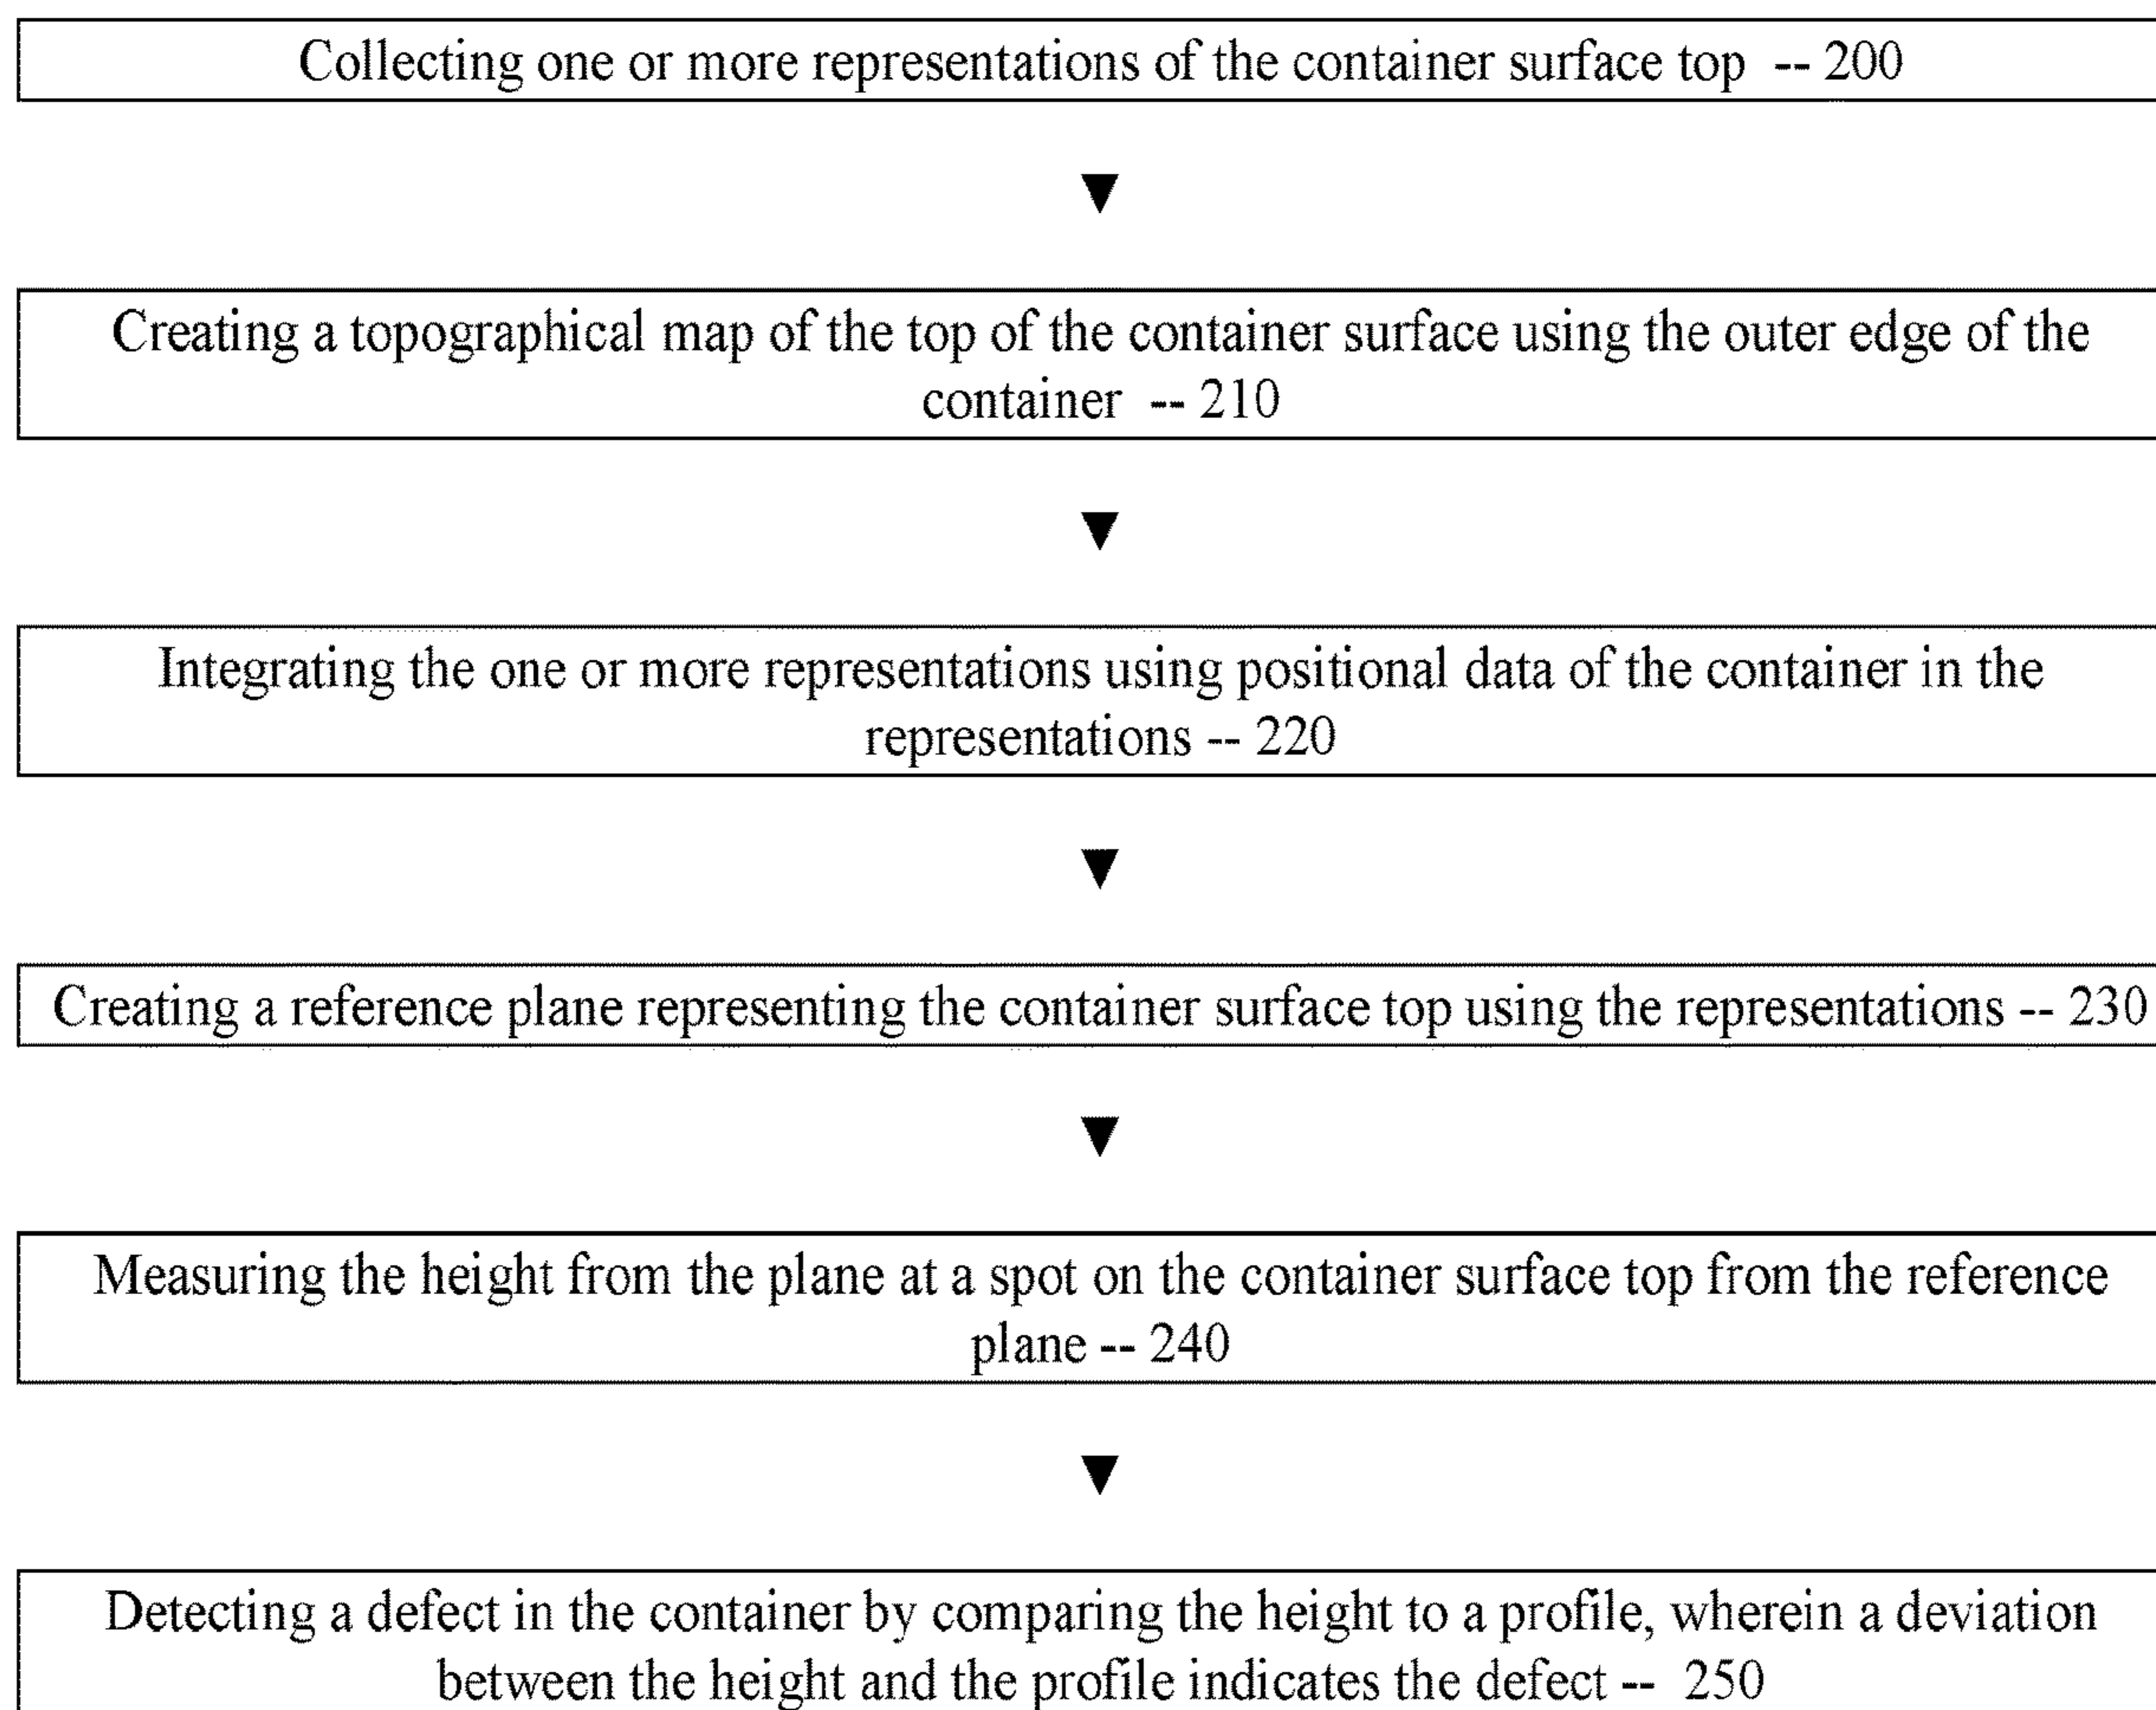 Collecting one or more representations of the container surface top -- 200
Creating a topographical map of the top of the container surface using the outer edge of the
container -- 210
Integrating the one or more representations using positional data of the container in the
representations -- 220
Creating a reference plane representing the container surface top using the representations -- 230
Measuring the height from the plane at a spot on the container surface top from the reference
plane -- 240
Detecting a defect in the container by comparing the height to a profile, wherein a deviation
between the height and the profile indicates the defect -- 250